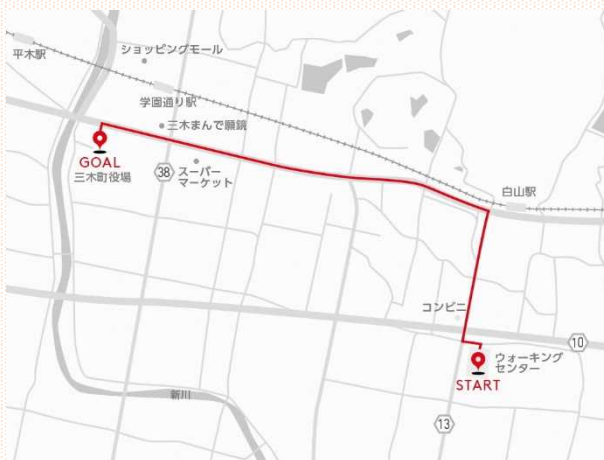 平木駅
ショッピングモール
学園通り駅
三木まんで願鏡
GOAL
三木町役場
38
スーパー
マーケット
白山駅
コンビニ
10
ウォーキング
センター
START
新川
13